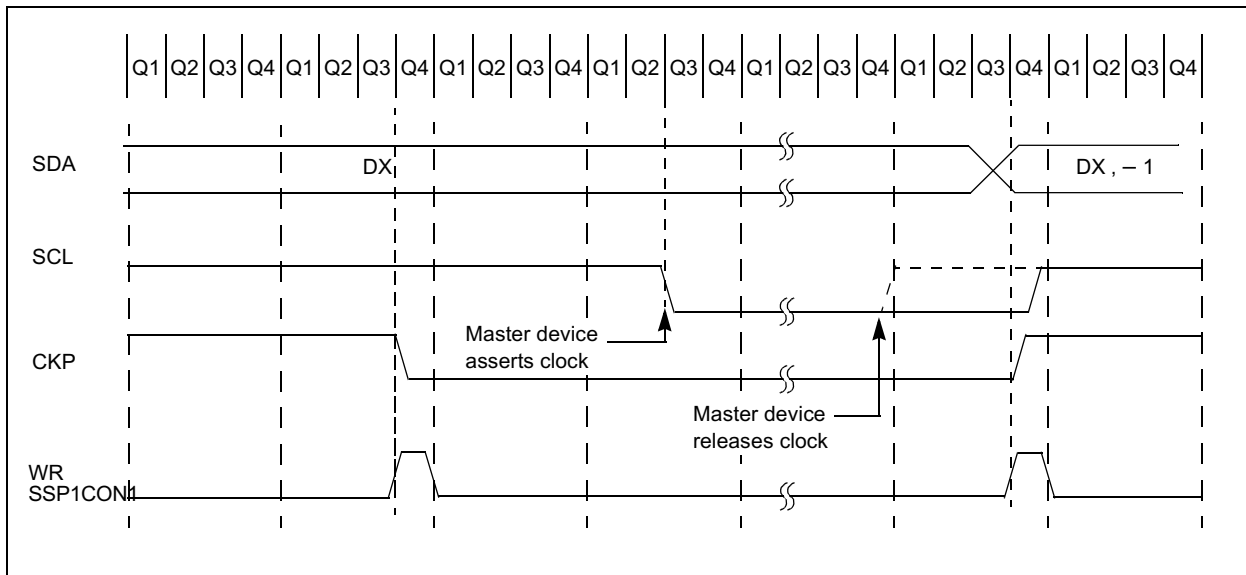 Q1 Q2 Q3 Q4 Q1 Q2 Q3 Q4 Q1 Q2 Q3 Q4 Q1 Q2 Q3 Q4 Q1 Q2 Q3 Q4 Q1 Q2 Q3 Q4 Q1 Q2 Q3 Q4
SDA
DX
DX , – 1
SCL
Master device
asserts clock
CKP
Master device
releases clock
WR
SSP1CON1